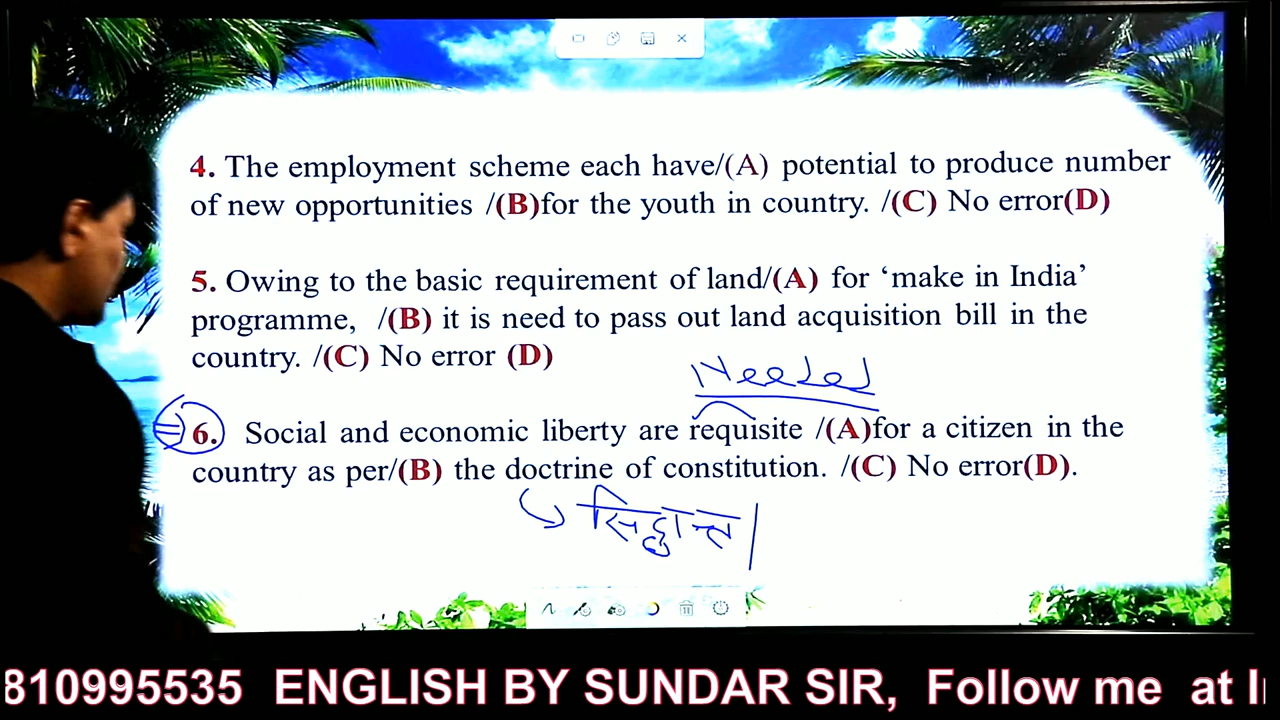 4. The employment scheme each have/(A) potential to produce number
of new opportunities /(B)for the youth in country. /(C) No error(D)
5. Owing to the basic requirement of land/(A) for ‘make in India’
programme, /(B) it is need to pass out land acquisition bill in the
country. /(C) No error (D)
Needed
6. Social and economic liberty are requisite /(A)for a citizen in the
country as per/(B) the doctrine of constitution. /(C) No error(D).
सिद्धान्त
810995535 ENGLISH BY SUNDAR SIR, Follow me at